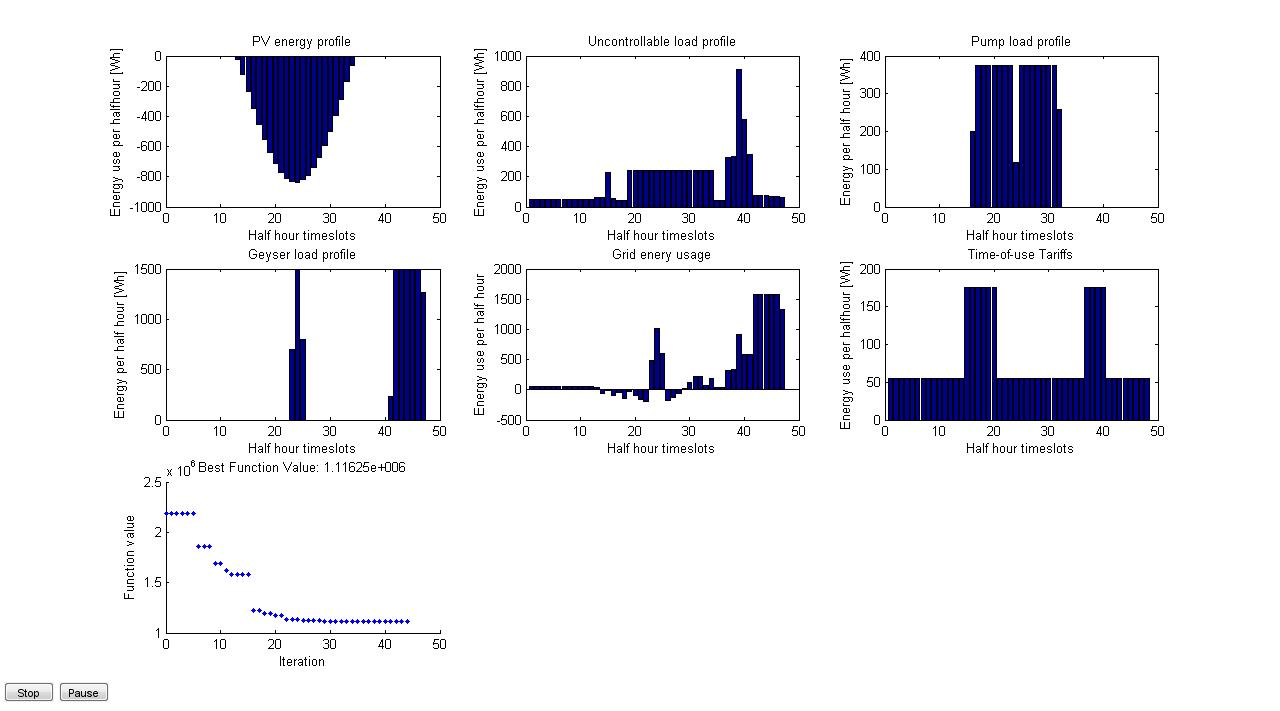 PV energy profile
Energy use per halfhour [Wh]
0
-200
-400
-600
-800
-1000
0 10 20 30 40 50
Half hour timeslots
Uncontrollable load profile
Energy use per halfhour [Wh]
1000
800
600
400
200
0
0 10 20 30 40 50
Half hour timeslots
Pump load profile
Energy per half hour [Wh]
400
300
200
100
0
0 10 20 30 40 50
Half hour timeslots
Geyser load profile
Energy per half hour [Wh]
1500
1000
500
0
0 10 20 30 40 50
Half hour timeslots
Grid enery usage
Energy use per half hour
2000
1500
1000
500
0
-500
0 10 20 30 40 50
Half hour timeslots
Time-of-use Tariffs
Energy use per halfhour [Wh]
200
150
100
50
0
0 10 20 30 40 50
Half hour timeslots
x 10^6 Best Function Value: 1.11625e+006
Function value
2.5
2
1.5
1
0 10 20 30 40 50
Iteration
Stop Pause